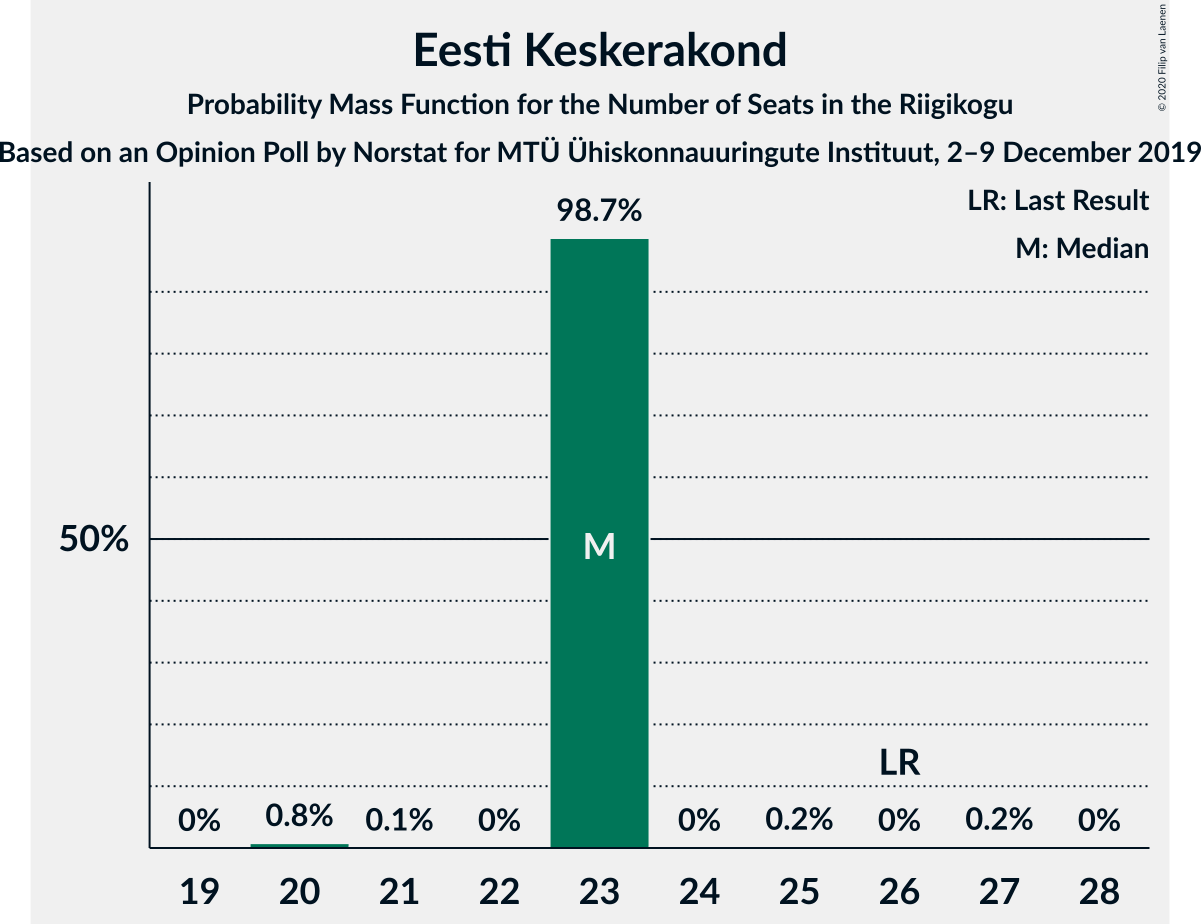 Eesti Keskerakond
Probability Mass Function for the Number of Seats in the Riigikogu
Based on an Opinion Poll by Norstat for MTÜ Ühiskonnauuringute Instituut, 2–9 December 2019
© 2020 Filip van Laenen
LR: Last Result
M: Median
98.7%
50%
M
LR
0% 0.8% 0.1% 0% 0% 0.2% 0% 0.2% 0%
19 20 21 22 23 24 25 26 27 28